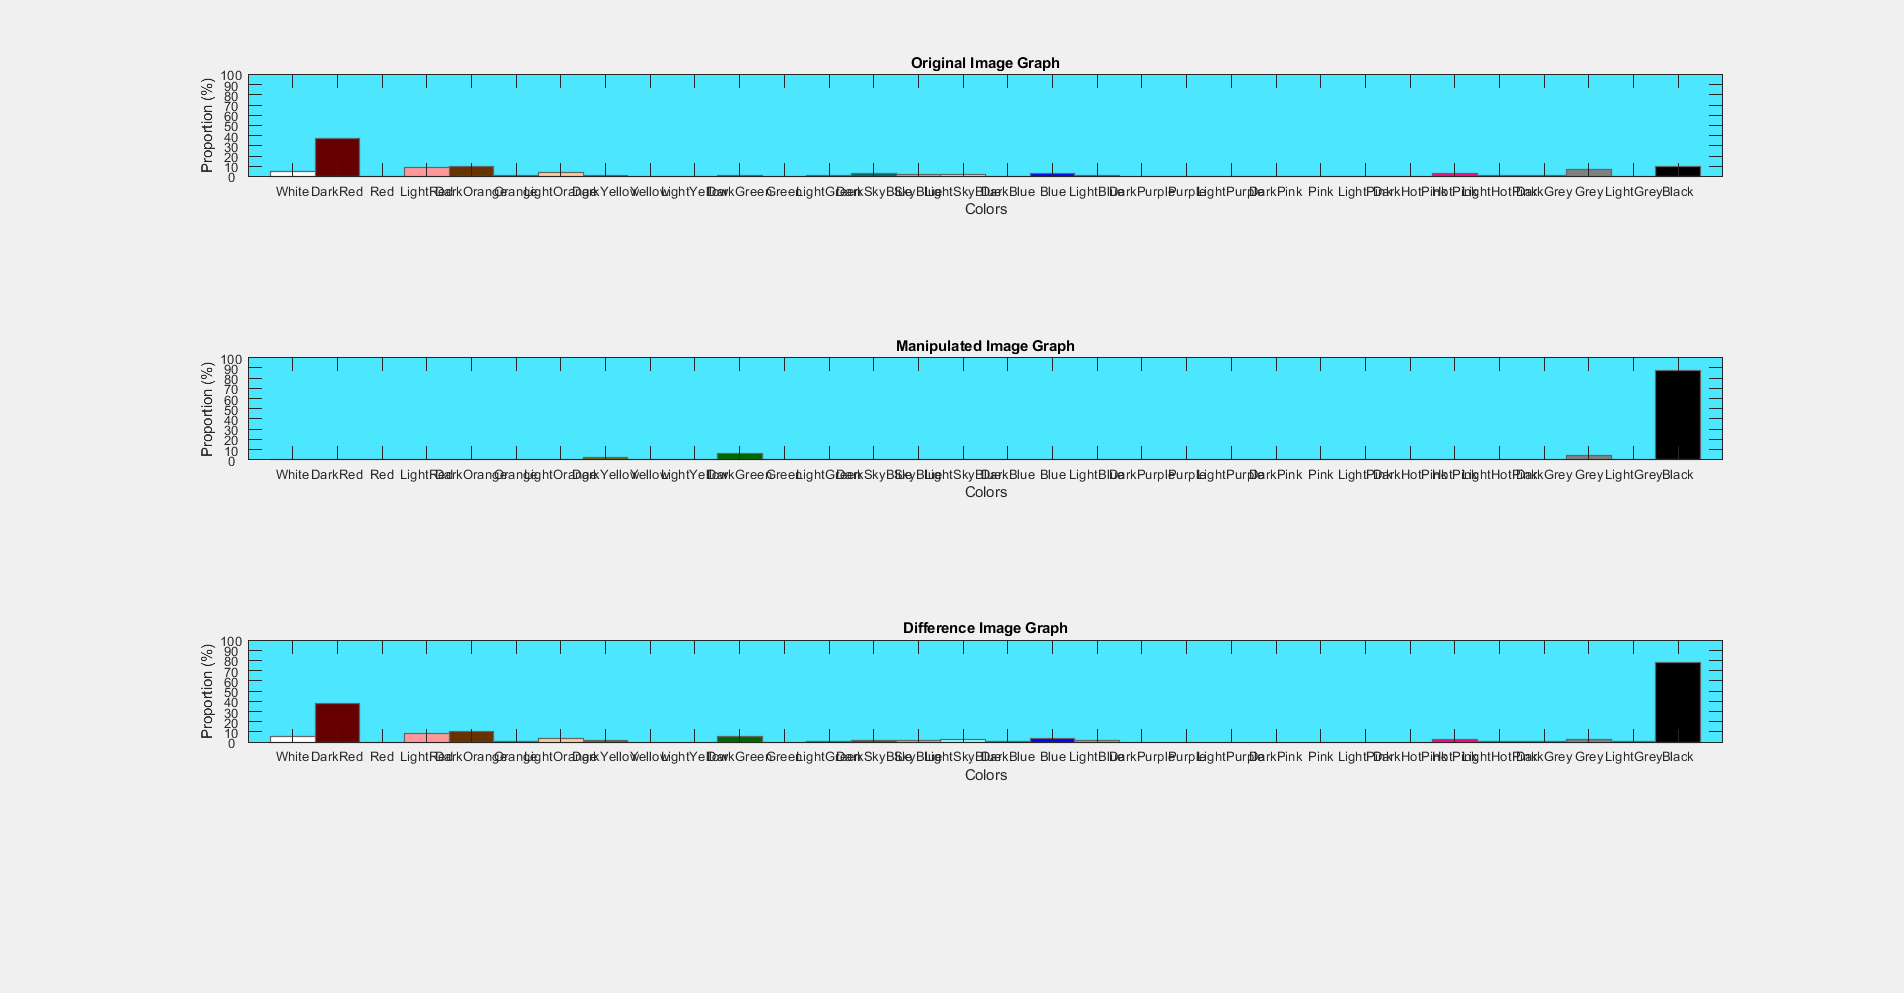 Original Image Graph
Proportion (%)
100
90
80
70
60
50
40
30
20
10
0
White DarkRed Red LightRed DarkOrange Orange LightOrange DarkYellow Yellow LightYellow DarkGreen Green LightGreen DarkSkyBlue SkyBlue LightSkyBlue DarkBlue Blue LightBlue DarkPurple Purple LightPurple DarkPink Pink LightPink DarkHotPink HotPink LightHotPink DarkGrey Grey LightGrey Black
Colors
Manipulated Image Graph
Proportion (%)
100
90
80
70
60
50
40
30
20
10
0
White DarkRed Red LightRed DarkOrange Orange LightOrange DarkYellow Yellow LightYellow DarkGreen Green LightGreen DarkSkyBlue SkyBlue LightSkyBlue DarkBlue Blue LightBlue DarkPurple Purple LightPurple DarkPink Pink LightPink DarkHotPink HotPink LightHotPink DarkGrey Grey LightGrey Black
Colors
Difference Image Graph
Proportion (%)
100
90
80
70
60
50
40
30
20
10
0
White DarkRed Red LightRed DarkOrange Orange LightOrange DarkYellow Yellow LightYellow DarkGreen Green LightGreen DarkSkyBlue SkyBlue LightSkyBlue DarkBlue Blue LightBlue DarkPurple Purple LightPurple DarkPink Pink LightPink DarkHotPink HotPink LightHotPink DarkGrey Grey LightGrey Black
Colors